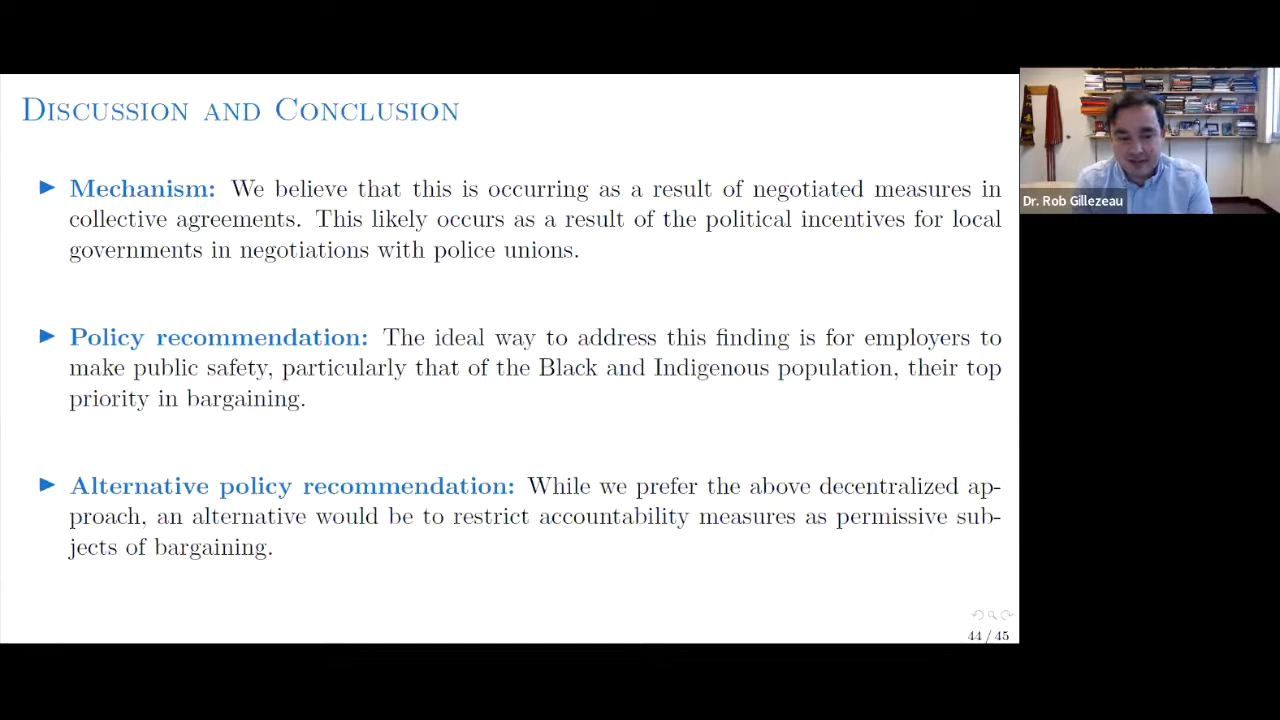 DISCUSSION AND CONCLUSION
Mechanism: We believe that this is occurring as a result of negotiated measures in
collective agreements. This likely occurs as a result of the political incentives for local
governments in negotiations with police unions.
Policy recommendation: The ideal way to address this finding is for employers to
make public safety, particularly that of the Black and Indigenous population, their top
priority in bargaining.
Alternative policy recommendation: While we prefer the above decentralized ap-
proach, an alternative would be to restrict accountability measures as permissive sub-
jects of bargaining.
44 / 45
Dr. Rob Gillezeau